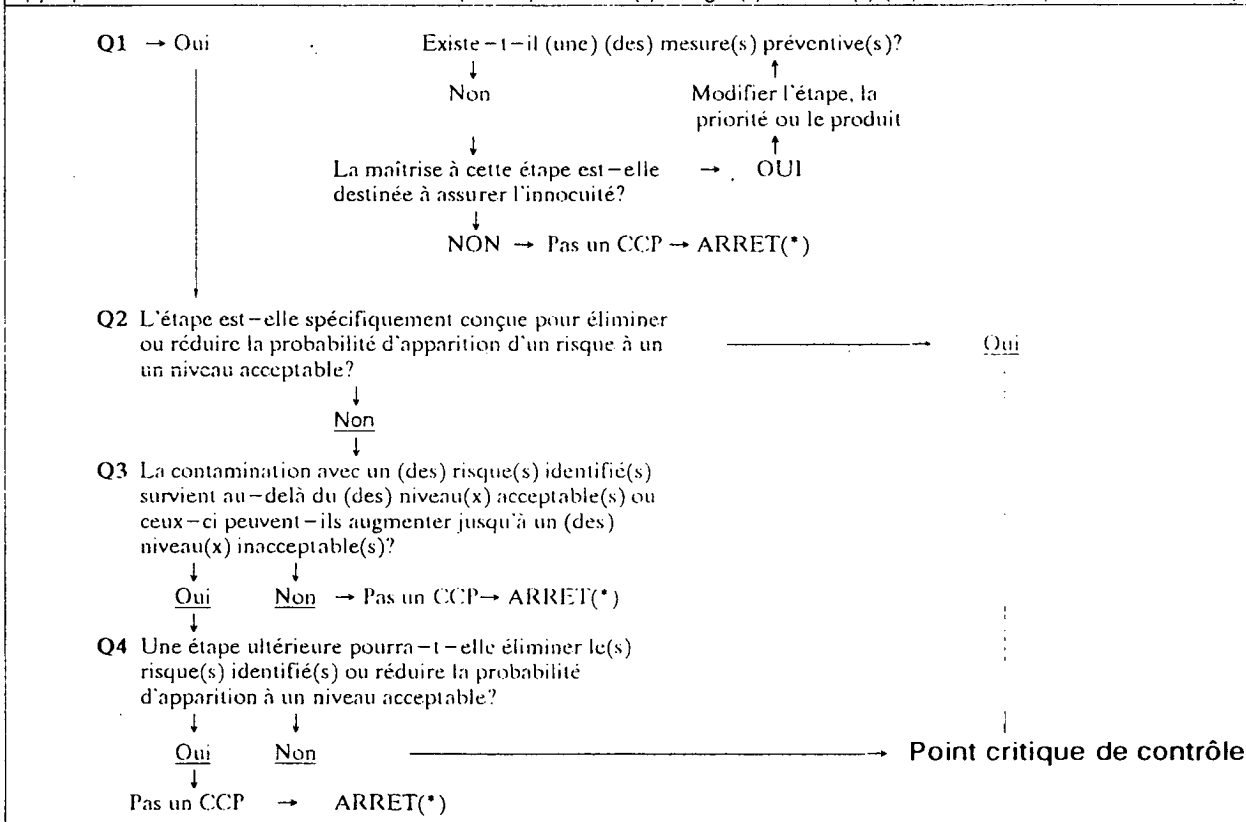 Q1 → Oui Existe-t-il (une) (des) mesure(s) préventive(s)?
↓ ↑
Non Modifier l'étape, la
priorité ou le produit
↓ ↑
La maîtrise à cette étape est-elle → OUI
destinée à assurer l'innocuité?
↓
NON → Pas un CCP → ARRET(*)
Q2 L'étape est-elle spécifiquement conçue pour éliminer
ou réduire la probabilité d'apparition d'un risque à un → Oui
un niveau acceptable?
↓
Non
↓
Q3 La contamination avec un (des) risque(s) identifié(s)
survient au-delà du (des) niveau(x) acceptable(s) ou
ceux-ci peuvent-ils augmenter jusqu'à un (des)
niveau(x) inacceptable(s)?
↓ ↓
Oui Non → Pas un CCP → ARRET(*)
↓
Q4 Une étape ultérieure pourra-t-elle éliminer le(s)
risque(s) identifié(s) ou réduire la probabilité
d'apparition à un niveau acceptable?
↓ ↓
Oui Non → Point critique de contrôle
↓
Pas un CCP → ARRET(*)